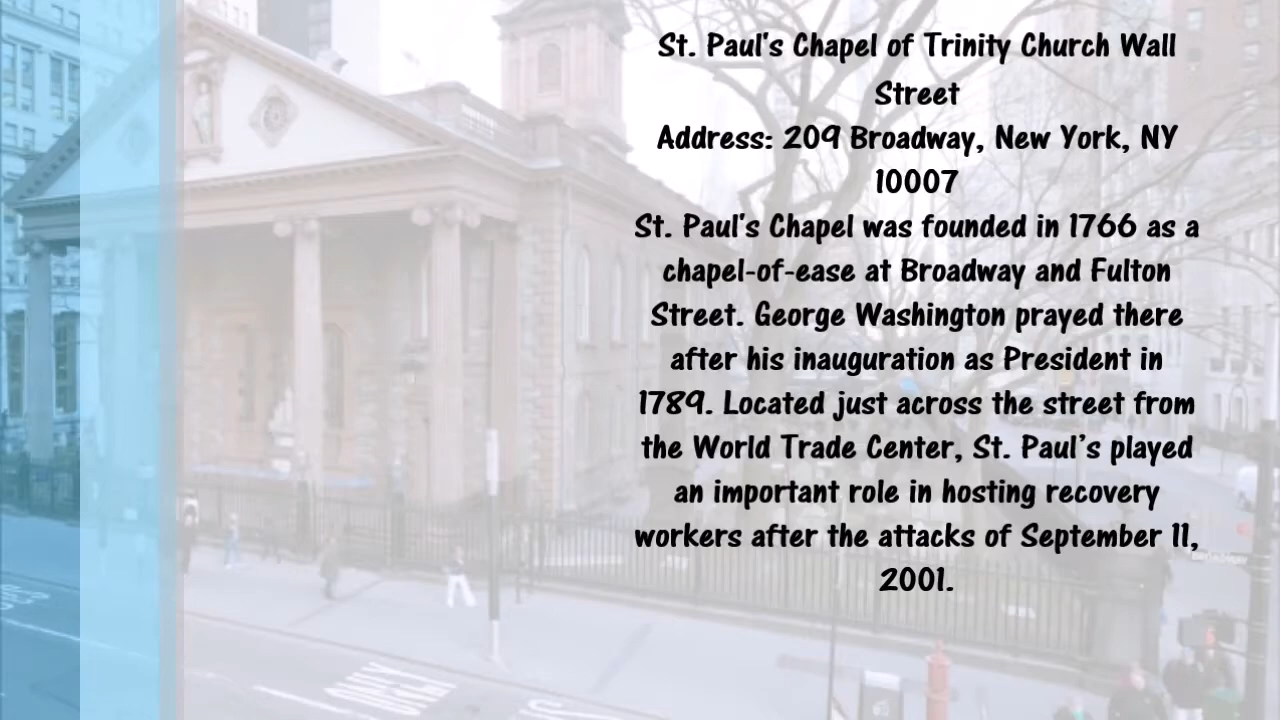 St. Paul's Chapel of Trinity Church Wall
Street
Address: 209 Broadway, New York, NY
10007
St. Paul's Chapel was founded in 1766 as a
chapel-of-ease at Broadway and Fulton
Street. George Washington prayed there
after his inauguration as President in
1789. Located just across the street from
the World Trade Center, St. Paul’s played
an important role in hosting recovery
workers after the attacks of September 11,
2001.